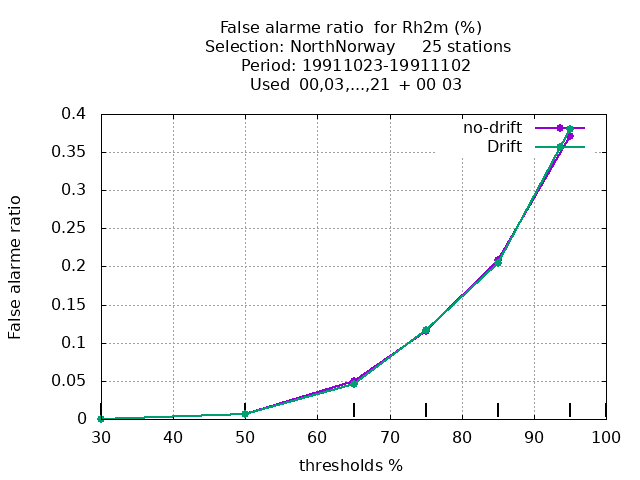 False alarme ratio  for Rh2m (%)
Selection: NorthNorway     25 stations
Period: 19911023-19911102
Used  00,03,...,21  + 00 03
0.4
0.35
0.3
0.25
0.2
0.15
0.1
0.05
0
False alarme ratio
no-drift
Drift
30 40 50 60 70 80 90 100
thresholds %